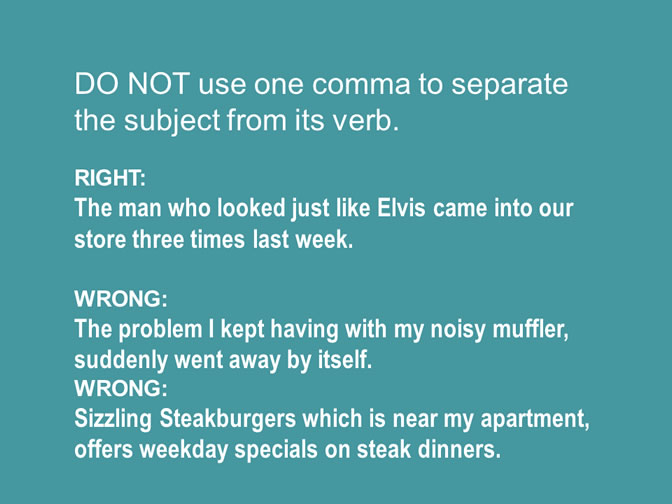 DO NOT use one comma to separate
the subject from its verb.
RIGHT:
The man who looked just like Elvis came into our
store three times last week.
WRONG:
The problem I kept having with my noisy muffler,
suddenly went away by itself.
WRONG:
Sizzling Steakburgers which is near my apartment,
offers weekday specials on steak dinners.